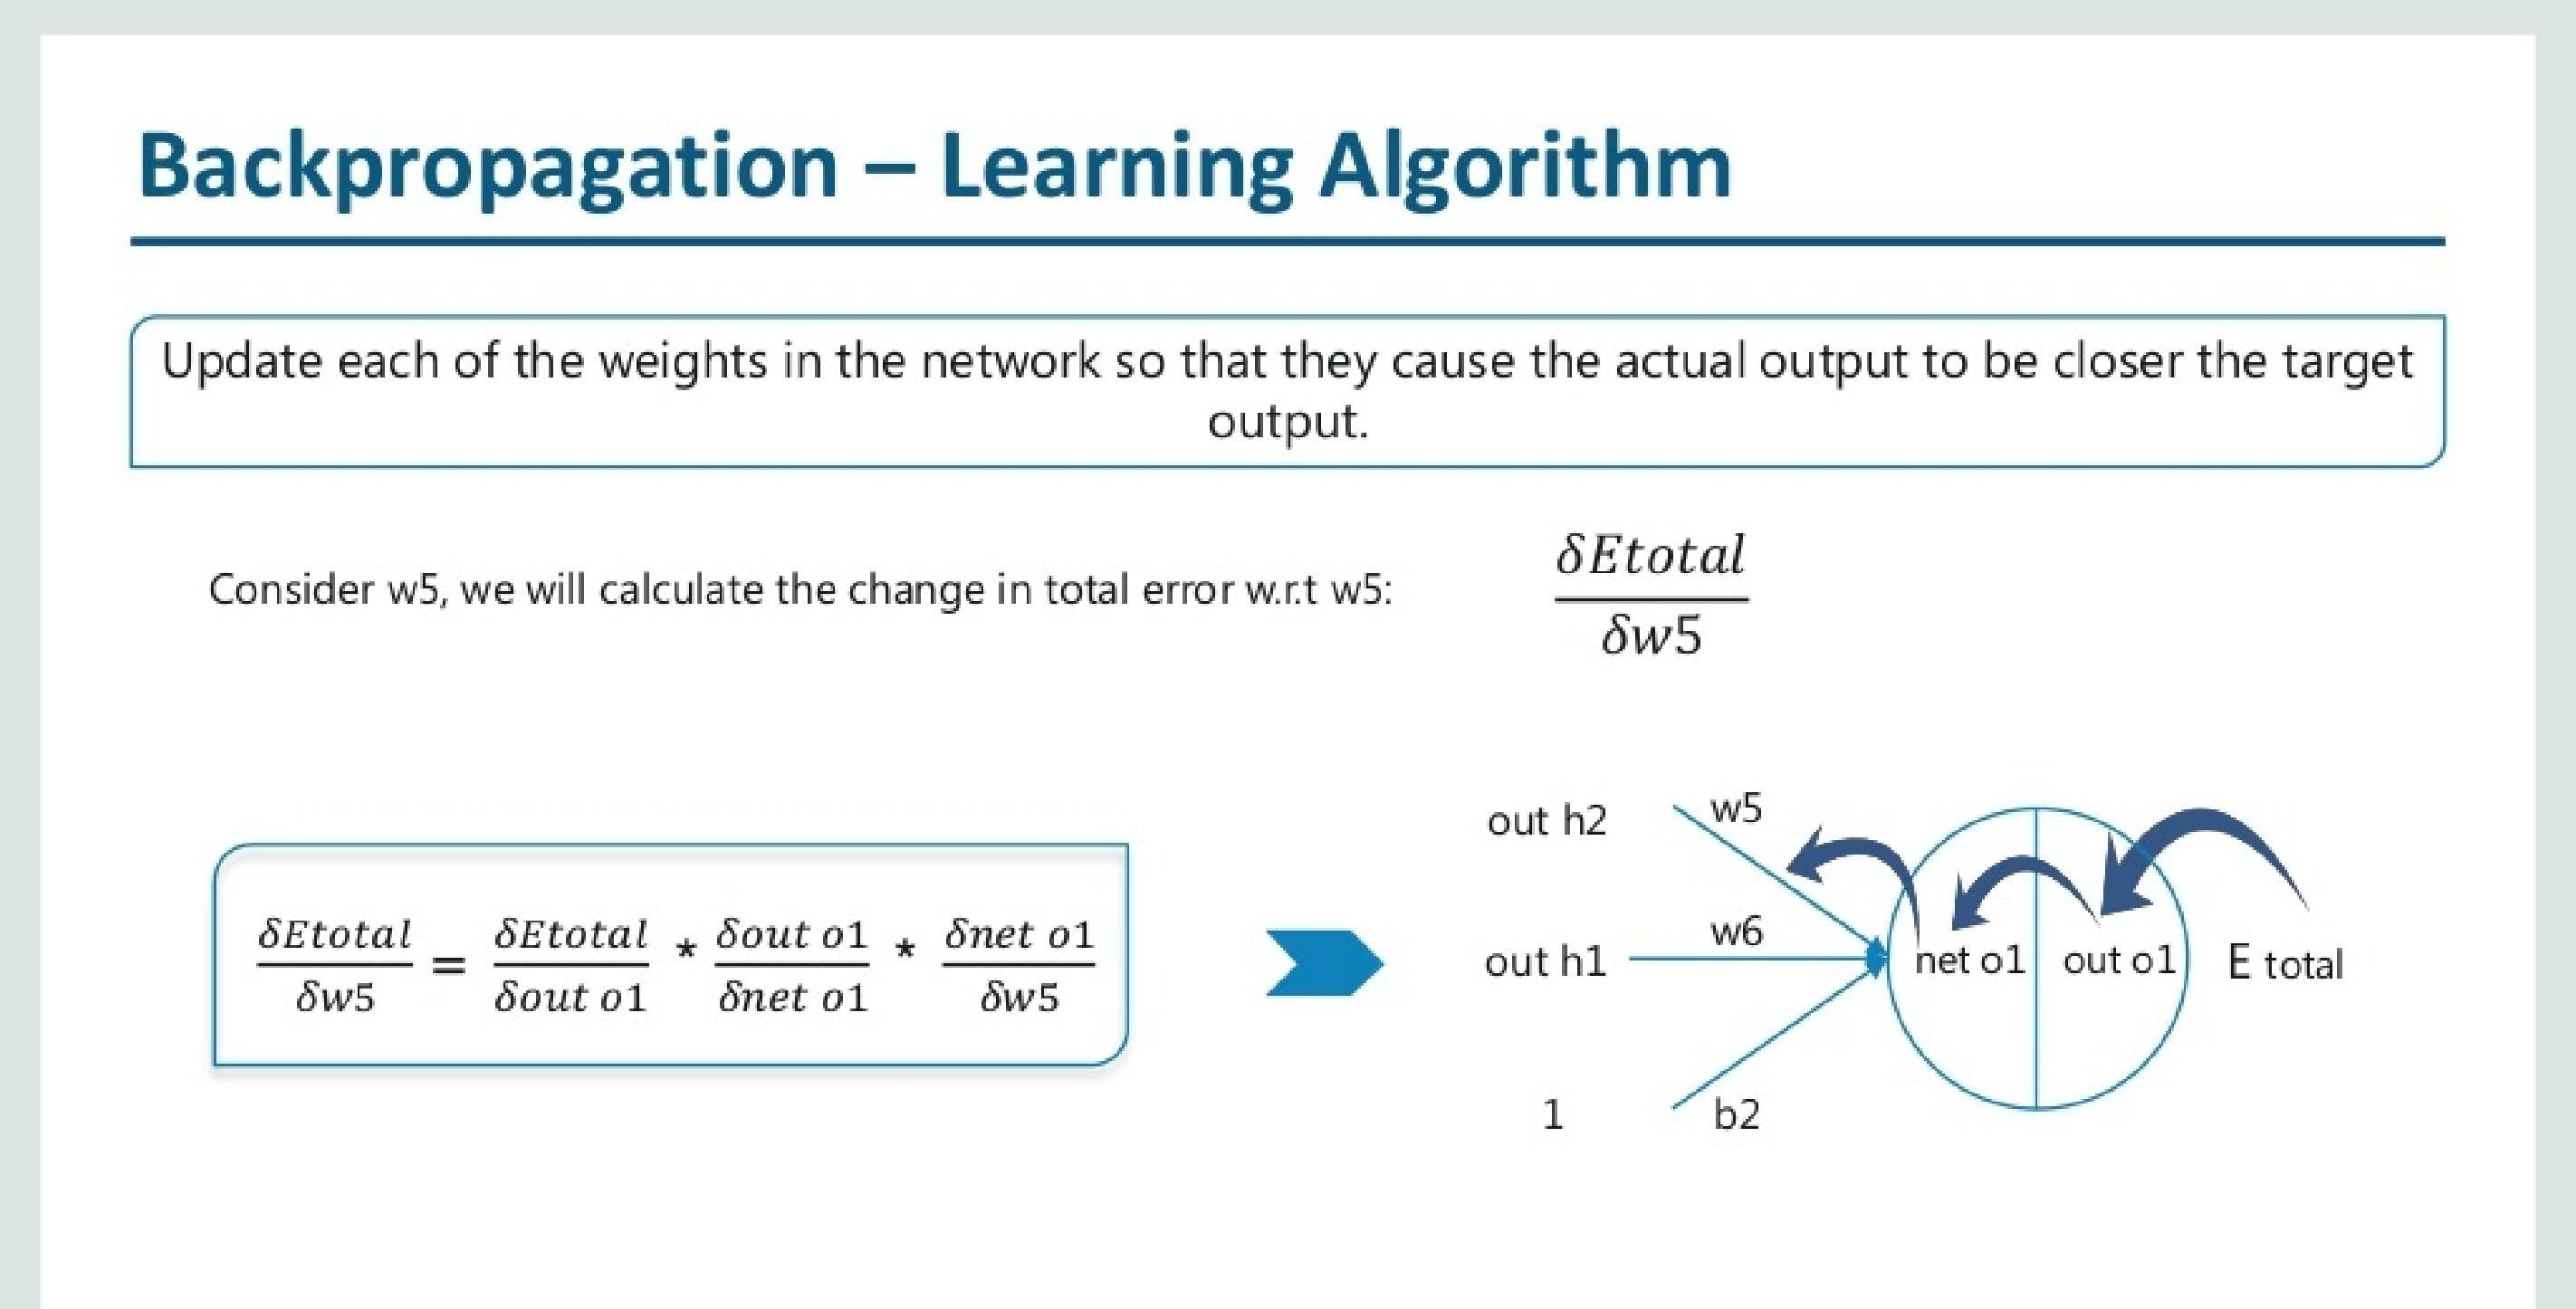 Backpropagation – Learning Algorithm
Update each of the weights in the network so that they cause the actual output to be closer the target
output.
Consider w5, we will calculate the change in total error w.r.t w5:
δEtotal
δw5
δEtotal / δw5 = δEtotal / δout o1 * δout o1 / δnet o1 * δnet o1 / δw5
out h2
w5
out h1
w6
net o1
out o1
E total
1
b2